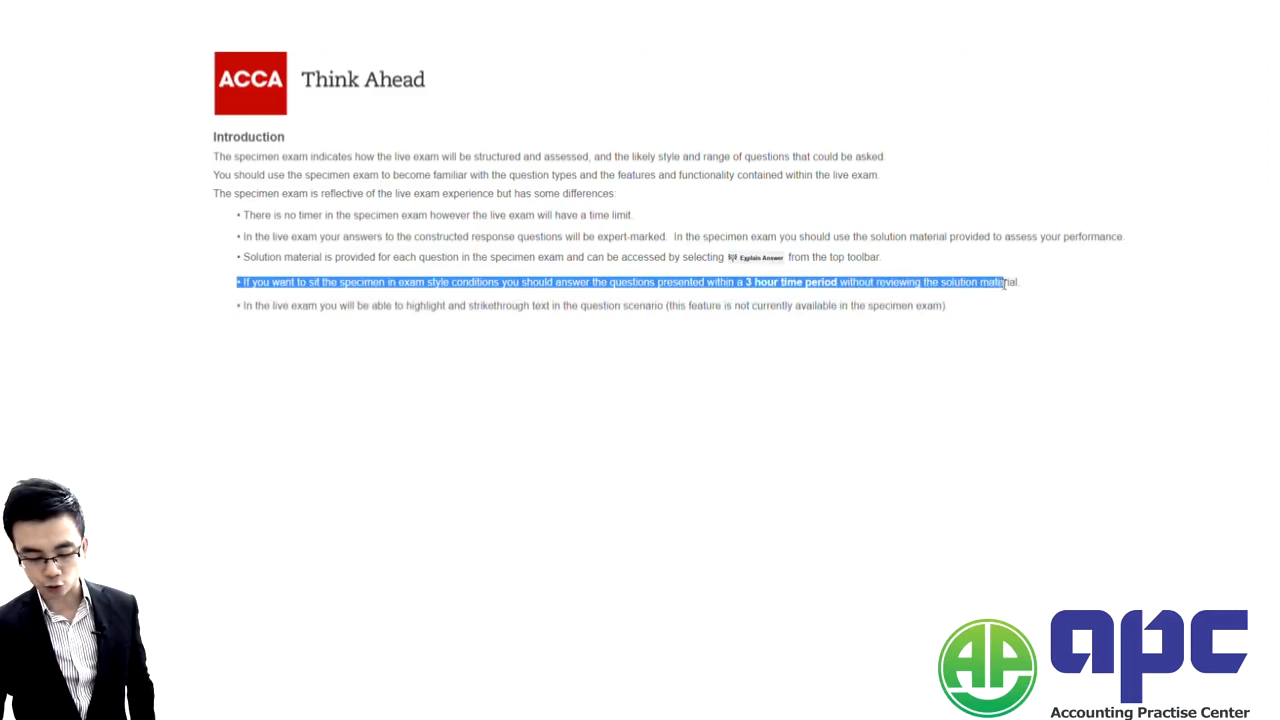 ACCA Think Ahead
Introduction
The specimen exam indicates how the live exam will be structured and assessed, and the likely style and range of questions that could be asked.
You should use the specimen exam to become familiar with the question types and the features and functionality contained within the live exam.
The specimen exam is reflective of the live exam experience but has some differences:
• There is no timer in the specimen exam however the live exam will have a time limit.
• In the live exam your answers to the constructed response questions will be expert-marked. In the specimen exam you should use the solution material provided to assess your performance.
• Solution material is provided for each question in the specimen exam and can be accessed by selecting Explain Answer from the top toolbar.
• If you want to sit the specimen in exam style conditions you should answer the questions presented within a 3 hour time period without reviewing the solution material.
• In the live exam you will be able to highlight and strikethrough text in the question scenario (this feature is not currently available in the specimen exam).
AP apc
Accounting Practise Center